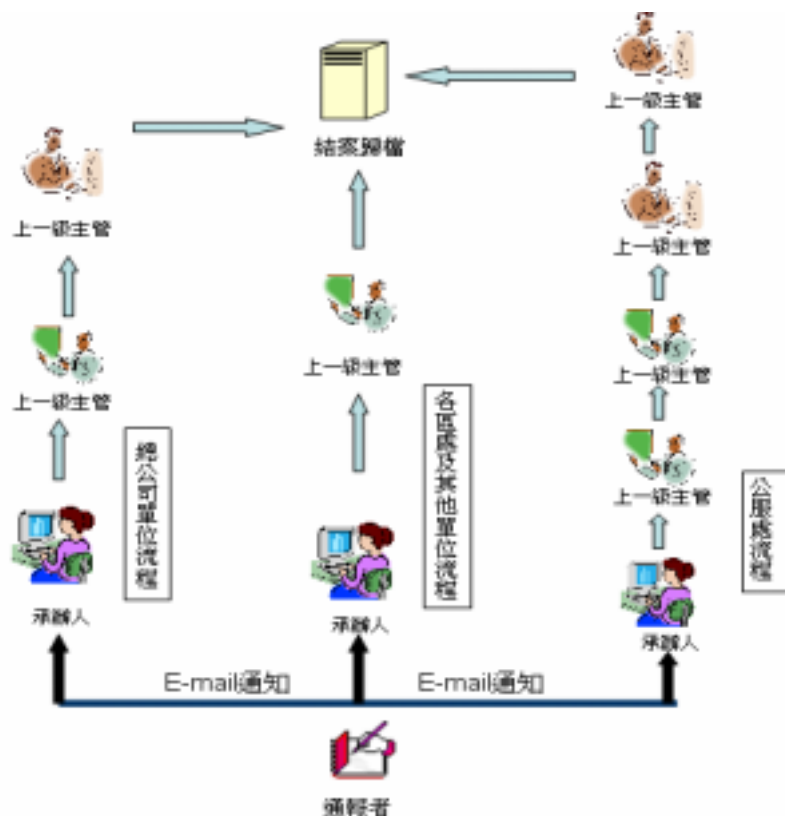 上一級主管
結案歸檔
上一級主管
上一級主管
上一級主管
上一級主管
上一級主管
上一級主管
總公司單位流程
各區處及其他單位流程
公服處流程
承辦人
承辦人
承辦人
E-mail通知
E-mail通知
通報者